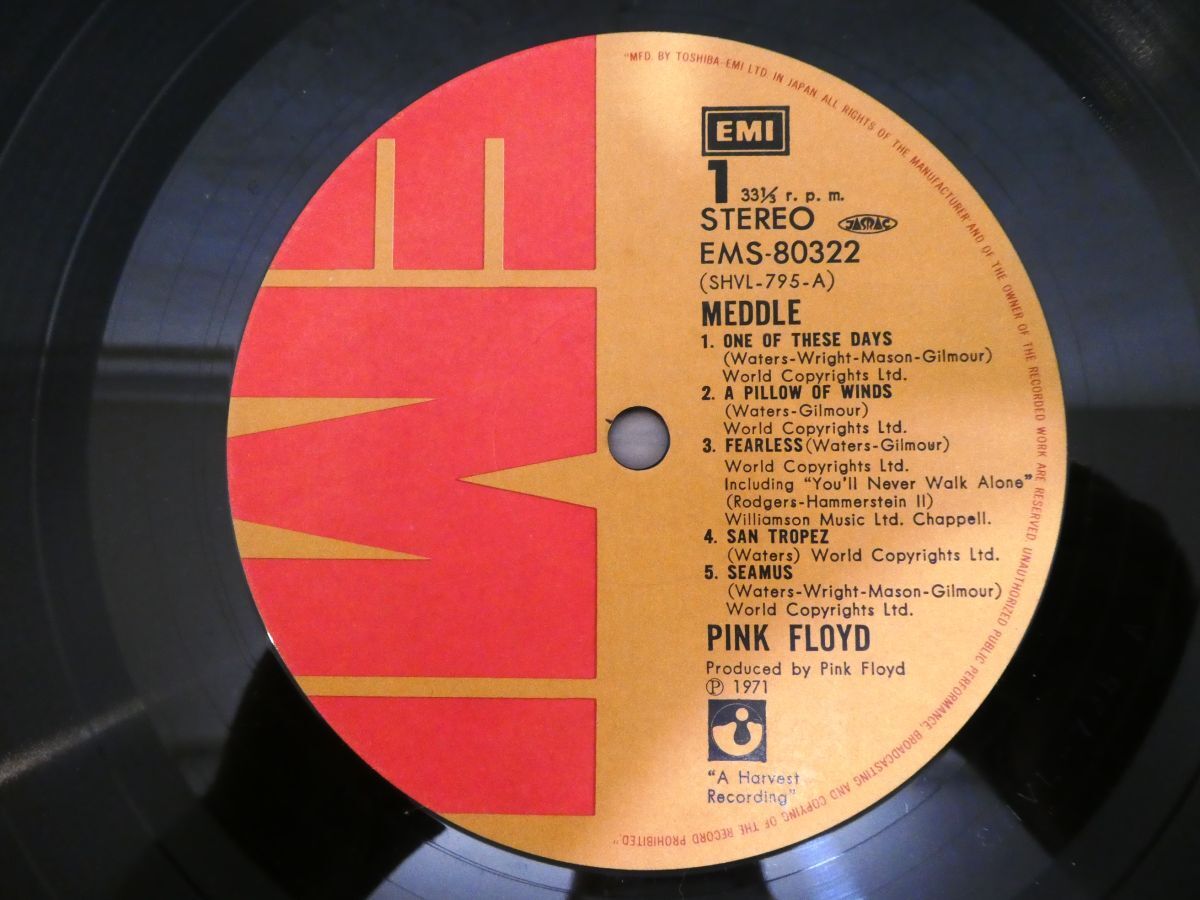 "MFD. BY TOSHIBA-EMI LTD. IN JAPAN ALL RIGHTS OF THE MANUFACTURER AND OF THE OWNER OF THE RECORDED WORK ARE RESERVED. UNAUTHORIZED PUBLIC PERFORMANCE, BROADCASTING AND COPYING OF THE RECORD PROHIBITED."
EMI
EMI
1 33⅓ r. p. m.
STEREO JASRAC
EMS-80322
(SHVL-795-A)
MEDDLE
1. ONE OF THESE DAYS
(Waters-Wright-Mason-Gilmour)
World Copyrights Ltd.
2. A PILLOW OF WINDS
(Waters-Gilmour)
World Copyrights Ltd.
3. FEARLESS (Waters-Gilmour)
World Copyrights Ltd.
Including "You'll Never Walk Alone"
(Rodgers-Hammerstein II)
Williamson Music Ltd. Chappell.
4. SAN TROPEZ
(Waters) World Copyrights Ltd.
5. SEAMUS
(Waters-Wright-Mason-Gilmour)
World Copyrights Ltd.
PINK FLOYD
Produced by Pink Floyd
℗ 1971
"A Harvest
Recording"